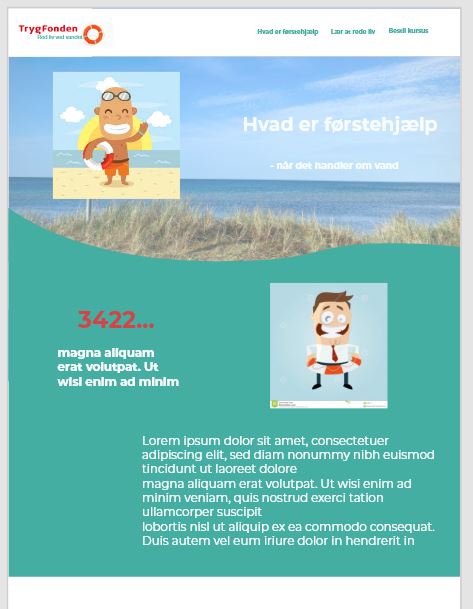 TrygFonden
Red liv ved vandet
Hvad er førstehjælp
Lær at rede liv
Bestil kursus
Hvad er førstehjælp
- når det handler om vand
3422...
magna aliquam
erat volutpat. Ut
wisi enim ad minim
Lorem ipsum dolor sit amet, consectetuer
adipiscing elit, sed diam nonummy nibh euismod
tincidunt ut laoreet dolore
magna aliquam erat volutpat. Ut wisi enim ad
minim veniam, quis nostrud exerci tation
ullamcorper suscipit
lobortis nisl ut aliquip ex ea commodo consequat.
Duis autem vel eum iriure dolor in hendrerit in